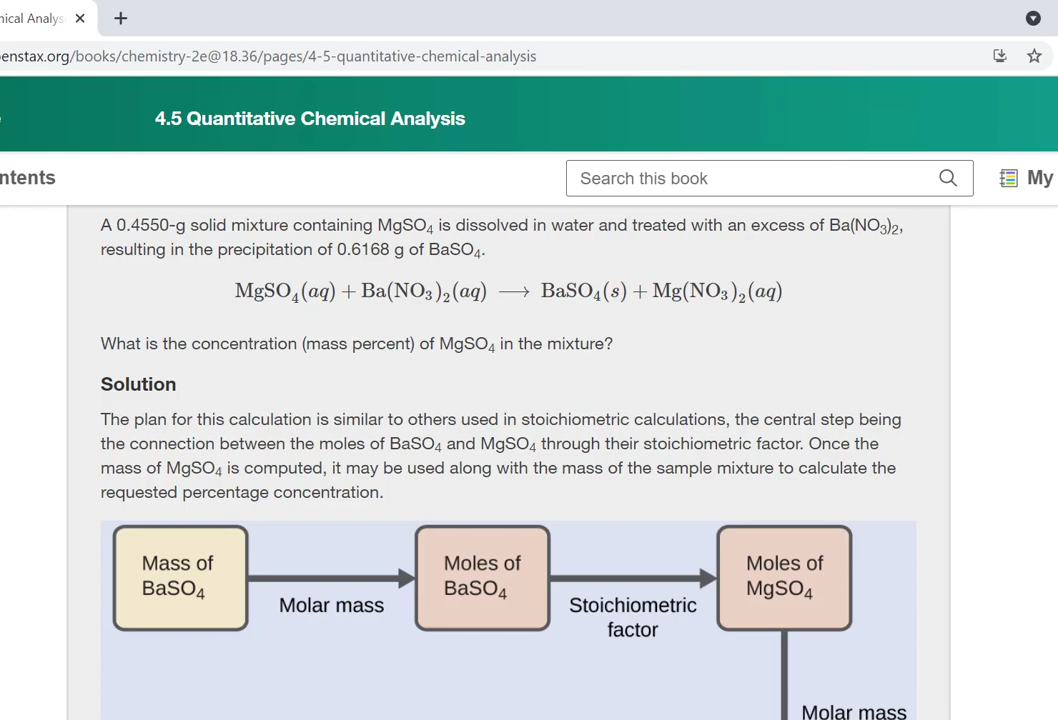 nical Analys
enstax.org/books/chemistry-2e@18.36/pages/4-5-quantitative-chemical-analysis
4.5 Quantitative Chemical Analysis
ntents
Search this book
My
A 0.4550-g solid mixture containing MgSO₄ is dissolved in water and treated with an excess of Ba(NO₃)₂,
resulting in the precipitation of 0.6168 g of BaSO₄.
MgSO₄(aq) + Ba(NO₃)₂(aq) ⟶ BaSO₄(s) + Mg(NO₃)₂(aq)
What is the concentration (mass percent) of MgSO₄ in the mixture?
Solution
The plan for this calculation is similar to others used in stoichiometric calculations, the central step being
the connection between the moles of BaSO₄ and MgSO₄ through their stoichiometric factor. Once the
mass of MgSO₄ is computed, it may be used along with the mass of the sample mixture to calculate the
requested percentage concentration.
Mass of
BaSO₄
Molar mass
Moles of
BaSO₄
Stoichiometric
factor
Moles of
MgSO₄
Molar mass